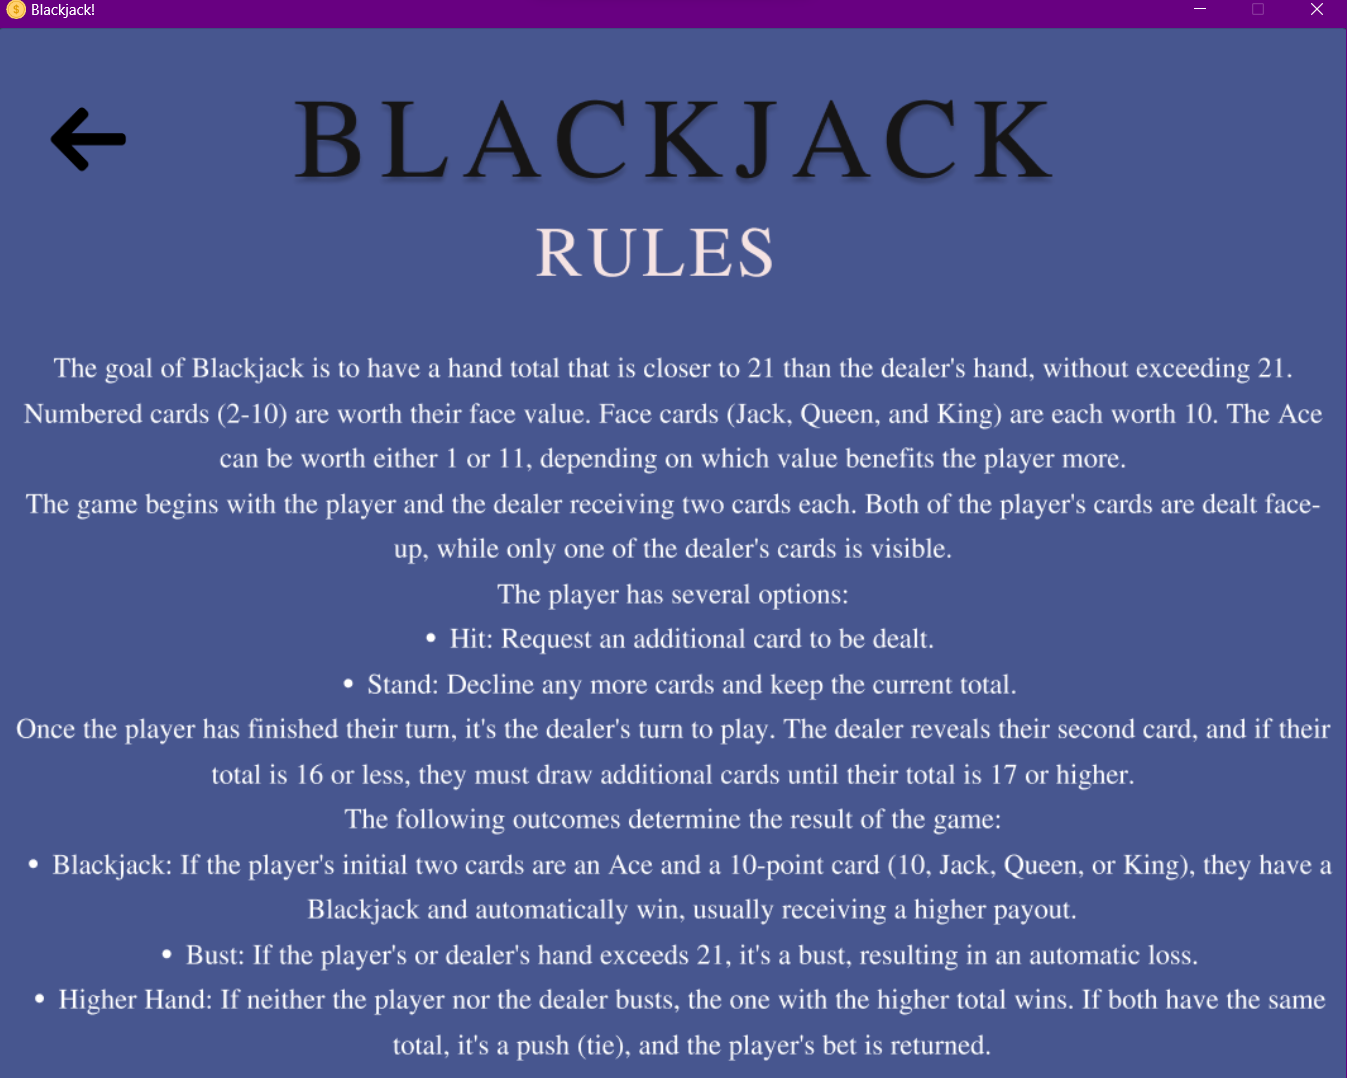 Blackjack!
BLACKJACK
RULES
The goal of Blackjack is to have a hand total that is closer to 21 than the dealer's hand, without exceeding 21.
Numbered cards (2-10) are worth their face value. Face cards (Jack, Queen, and King) are each worth 10. The Ace
can be worth either 1 or 11, depending on which value benefits the player more.
The game begins with the player and the dealer receiving two cards each. Both of the player's cards are dealt face-
up, while only one of the dealer's cards is visible.
The player has several options:
• Hit: Request an additional card to be dealt.
• Stand: Decline any more cards and keep the current total.
Once the player has finished their turn, it's the dealer's turn to play. The dealer reveals their second card, and if their
total is 16 or less, they must draw additional cards until their total is 17 or higher.
The following outcomes determine the result of the game:
• Blackjack: If the player's initial two cards are an Ace and a 10-point card (10, Jack, Queen, or King), they have a
Blackjack and automatically win, usually receiving a higher payout.
• Bust: If the player's or dealer's hand exceeds 21, it's a bust, resulting in an automatic loss.
• Higher Hand: If neither the player nor the dealer busts, the one with the higher total wins. If both have the same
total, it's a push (tie), and the player's bet is returned.